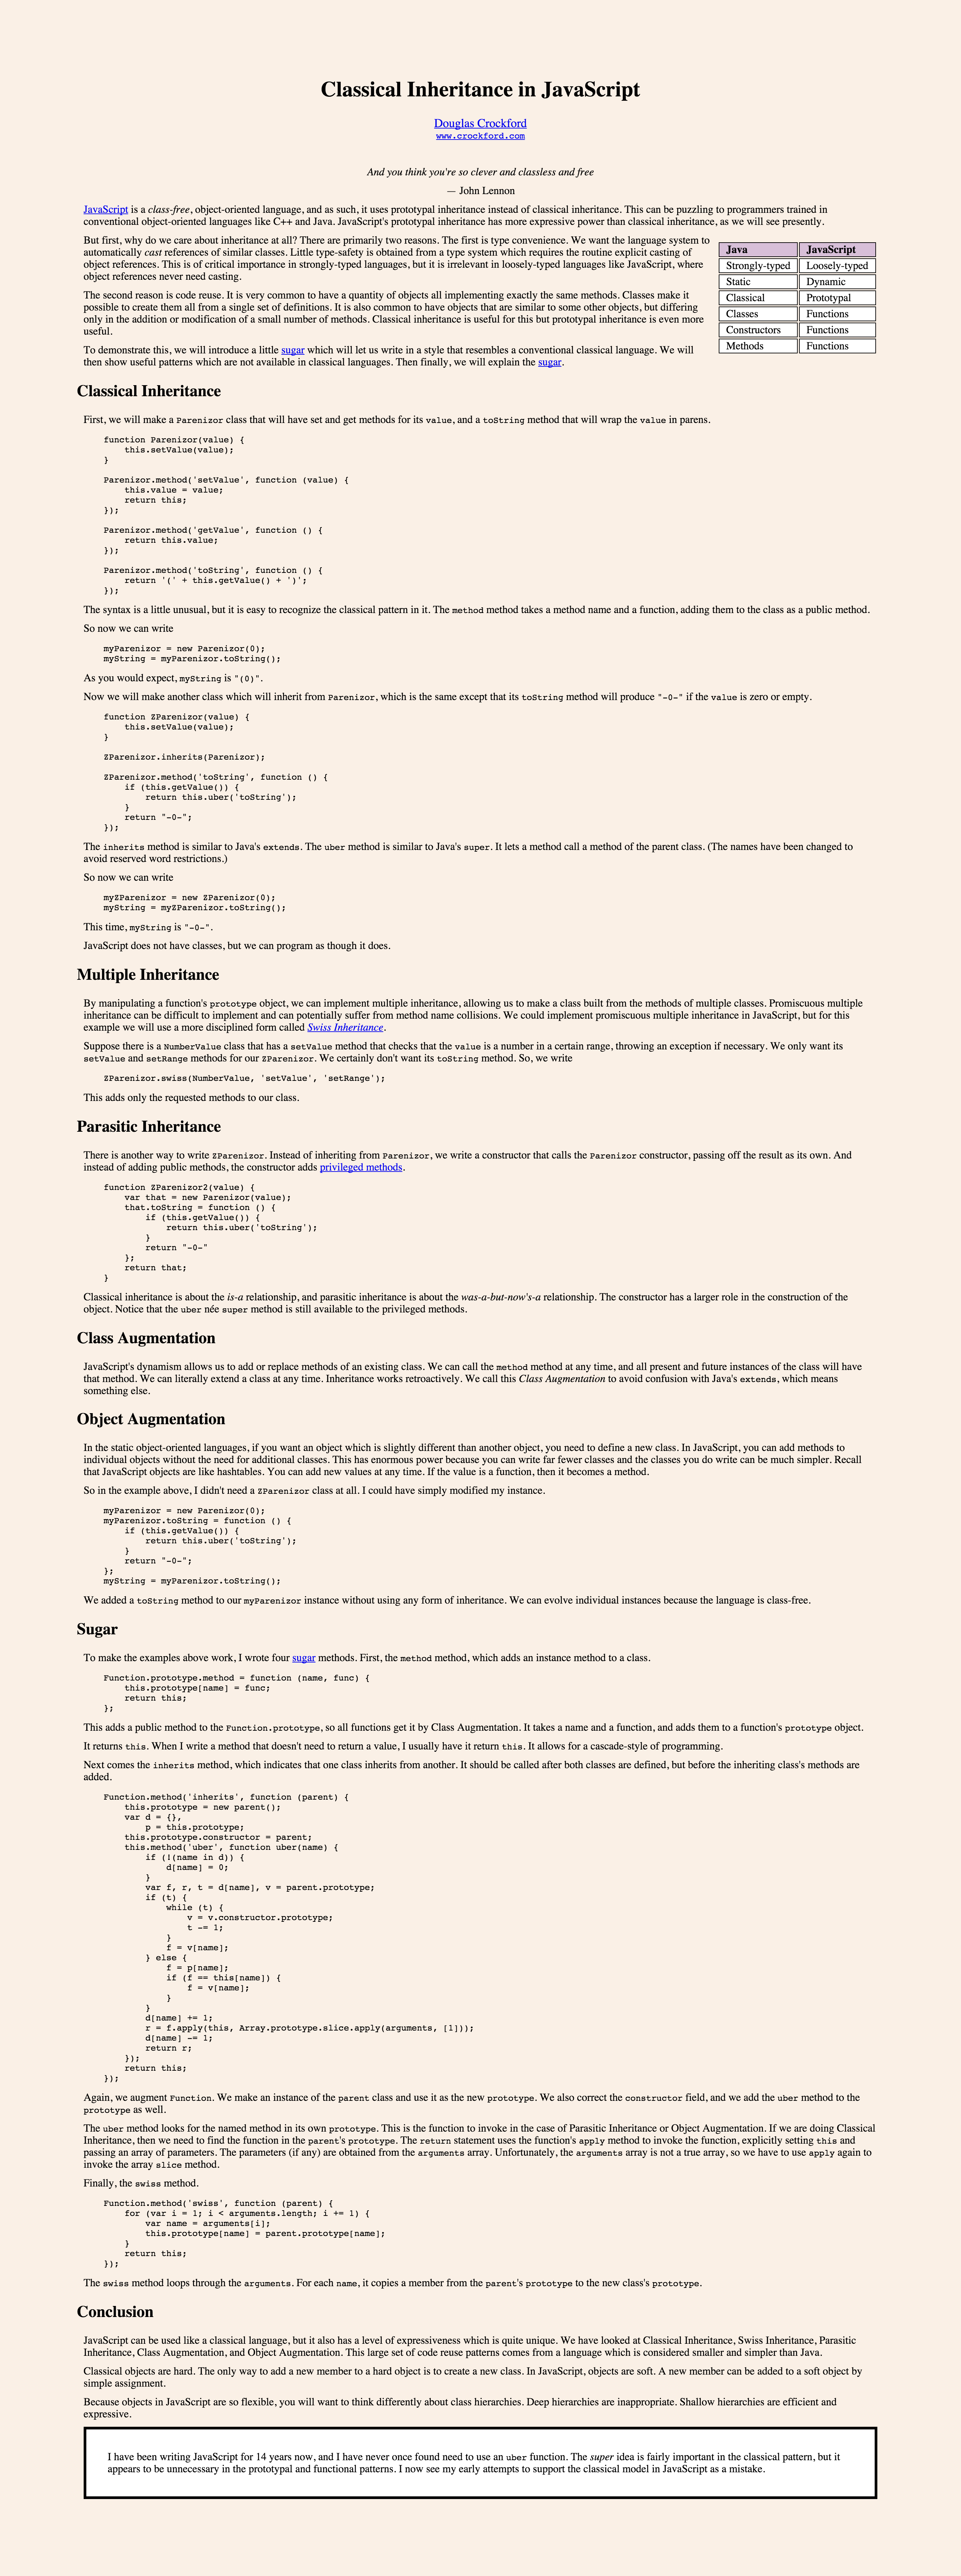 Classical Inheritance in JavaScript
Douglas Crockford
www.crockford.com
And you think you're so clever and classless and free
— John Lennon
JavaScript is a class-free, object-oriented language, and as such, it uses prototypal inheritance instead of classical inheritance. This can be puzzling to programmers trained in
conventional object-oriented languages like C++ and Java. JavaScript's prototypal inheritance has more expressive power than classical inheritance, as we will see presently.
But first, why do we care about inheritance at all? There are primarily two reasons. The first is type convenience. We want the language system to
automatically cast references of similar classes. Little type-safety is obtained from a type system which requires the routine explicit casting of
object references. This is of critical importance in strongly-typed languages, but it is irrelevant in loosely-typed languages like JavaScript, where
object references never need casting.
The second reason is code reuse. It is very common to have a quantity of objects all implementing exactly the same methods. Classes make it
possible to create them all from a single set of definitions. It is also common to have objects that are similar to some other objects, but differing
only in the addition or modification of a small number of methods. Classical inheritance is useful for this but prototypal inheritance is even more
useful.
To demonstrate this, we will introduce a little sugar which will let us write in a style that resembles a conventional classical language. We will
then show useful patterns which are not available in classical languages. Then finally, we will explain the sugar.
Java JavaScript
Strongly-typed Loosely-typed
Static Dynamic
Classical Prototypal
Classes Functions
Constructors Functions
Methods Functions
Classical Inheritance
First, we will make a Parenizor class that will have set and get methods for its value, and a toString method that will wrap the value in parens.
function Parenizor(value) {
    this.setValue(value);
}
Parenizor.method('setValue', function (value) {
    this.value = value;
    return this;
});
Parenizor.method('getValue', function () {
    return this.value;
});
Parenizor.method('toString', function () {
    return '(' + this.getValue() + ')';
});
The syntax is a little unusual, but it is easy to recognize the classical pattern in it. The method method takes a method name and a function, adding them to the class as a public method.
So now we can write
myParenizor = new Parenizor(0);
myString = myParenizor.toString();
As you would expect, myString is "(0)".
Now we will make another class which will inherit from Parenizor, which is the same except that its toString method will produce "-0-" if the value is zero or empty.
function ZParenizor(value) {
    this.setValue(value);
}
ZParenizor.inherits(Parenizor);
ZParenizor.method('toString', function () {
    if (this.getValue()) {
        return this.uber('toString');
    }
    return "-0-";
});
The inherits method is similar to Java's extends. The uber method is similar to Java's super. It lets a method call a method of the parent class. (The names have been changed to
avoid reserved word restrictions.)
So now we can write
myZParenizor = new ZParenizor(0);
myString = myZParenizor.toString();
This time, myString is "-0-".
JavaScript does not have classes, but we can program as though it does.
Multiple Inheritance
By manipulating a function's prototype object, we can implement multiple inheritance, allowing us to make a class built from the methods of multiple classes. Promiscuous multiple
inheritance can be difficult to implement and can potentially suffer from method name collisions. We could implement promiscuous multiple inheritance in JavaScript, but for this
example we will use a more disciplined form called Swiss Inheritance.
Suppose there is a NumberValue class that has a setValue method that checks that the value is a number in a certain range, throwing an exception if necessary. We only want its
setValue and setRange methods for our ZParenizor. We certainly don't want its toString method. So, we write
ZParenizor.swiss(NumberValue, 'setValue', 'setRange');
This adds only the requested methods to our class.
Parasitic Inheritance
There is another way to write ZParenizor. Instead of inheriting from Parenizor, we write a constructor that calls the Parenizor constructor, passing off the result as its own. And
instead of adding public methods, the constructor adds privileged methods.
function ZParenizor2(value) {
    var that = new Parenizor(value);
    that.toString = function () {
        if (this.getValue()) {
            return this.uber('toString');
        }
        return "-0-"
    };
    return that;
}
Classical inheritance is about the is-a relationship, and parasitic inheritance is about the was-a-but-now's-a relationship. The constructor has a larger role in the construction of the
object. Notice that the uber née super method is still available to the privileged methods.
Class Augmentation
JavaScript's dynamism allows us to add or replace methods of an existing class. We can call the method method at any time, and all present and future instances of the class will have
that method. We can literally extend a class at any time. Inheritance works retroactively. We call this Class Augmentation to avoid confusion with Java's extends, which means
something else.
Object Augmentation
In the static object-oriented languages, if you want an object which is slightly different than another object, you need to define a new class. In JavaScript, you can add methods to
individual objects without the need for additional classes. This has enormous power because you can write far fewer classes and the classes you do write can be much simpler. Recall
that JavaScript objects are like hashtables. You can add new values at any time. If the value is a function, then it becomes a method.
So in the example above, I didn't need a ZParenizor class at all. I could have simply modified my instance.
myParenizor = new Parenizor(0);
myParenizor.toString = function () {
    if (this.getValue()) {
        return this.uber('toString');
    }
    return "-0-";
};
myString = myParenizor.toString();
We added a toString method to our myParenizor instance without using any form of inheritance. We can evolve individual instances because the language is class-free.
Sugar
To make the examples above work, I wrote four sugar methods. First, the method method, which adds an instance method to a class.
Function.prototype.method = function (name, func) {
    this.prototype[name] = func;
    return this;
};
This adds a public method to the Function.prototype, so all functions get it by Class Augmentation. It takes a name and a function, and adds them to a function's prototype object.
It returns this. When I write a method that doesn't need to return a value, I usually have it return this. It allows for a cascade-style of programming.
Next comes the inherits method, which indicates that one class inherits from another. It should be called after both classes are defined, but before the inheriting class's methods are
added.
Function.method('inherits', function (parent) {
    this.prototype = new parent();
    var d = {},
        p = this.prototype;
    this.prototype.constructor = parent;
    this.method('uber', function uber(name) {
        if (!(name in d)) {
            d[name] = 0;
        }
        var f, r, t = d[name], v = parent.prototype;
        if (t) {
            while (t) {
                v = v.constructor.prototype;
                t -= 1;
            }
            f = v[name];
        } else {
            f = p[name];
            if (f == this[name]) {
                f = v[name];
            }
        }
        d[name] += 1;
        r = f.apply(this, Array.prototype.slice.apply(arguments, [1]));
        d[name] -= 1;
        return r;
    });
    return this;
});
Again, we augment Function. We make an instance of the parent class and use it as the new prototype. We also correct the constructor field, and we add the uber method to the
prototype as well.
The uber method looks for the named method in its own prototype. This is the function to invoke in the case of Parasitic Inheritance or Object Augmentation. If we are doing Classical
Inheritance, then we need to find the function in the parent's prototype. The return statement uses the function's apply method to invoke the function, explicitly setting this and
passing an array of parameters. The parameters (if any) are obtained from the arguments array. Unfortunately, the arguments array is not a true array, so we have to use apply again to
invoke the array slice method.
Finally, the swiss method.
Function.method('swiss', function (parent) {
    for (var i = 1; i < arguments.length; i += 1) {
        var name = arguments[i];
        this.prototype[name] = parent.prototype[name];
    }
    return this;
});
The swiss method loops through the arguments. For each name, it copies a member from the parent's prototype to the new class's prototype.
Conclusion
JavaScript can be used like a classical language, but it also has a level of expressiveness which is quite unique. We have looked at Classical Inheritance, Swiss Inheritance, Parasitic
Inheritance, Class Augmentation, and Object Augmentation. This large set of code reuse patterns comes from a language which is considered smaller and simpler than Java.
Classical objects are hard. The only way to add a new member to a hard object is to create a new class. In JavaScript, objects are soft. A new member can be added to a soft object by
simple assignment.
Because objects in JavaScript are so flexible, you will want to think differently about class hierarchies. Deep hierarchies are inappropriate. Shallow hierarchies are efficient and
expressive.
I have been writing JavaScript for 14 years now, and I have never once found need to use an uber function. The super idea is fairly important in the classical pattern, but it
appears to be unnecessary in the prototypal and functional patterns. I now see my early attempts to support the classical model in JavaScript as a mistake.